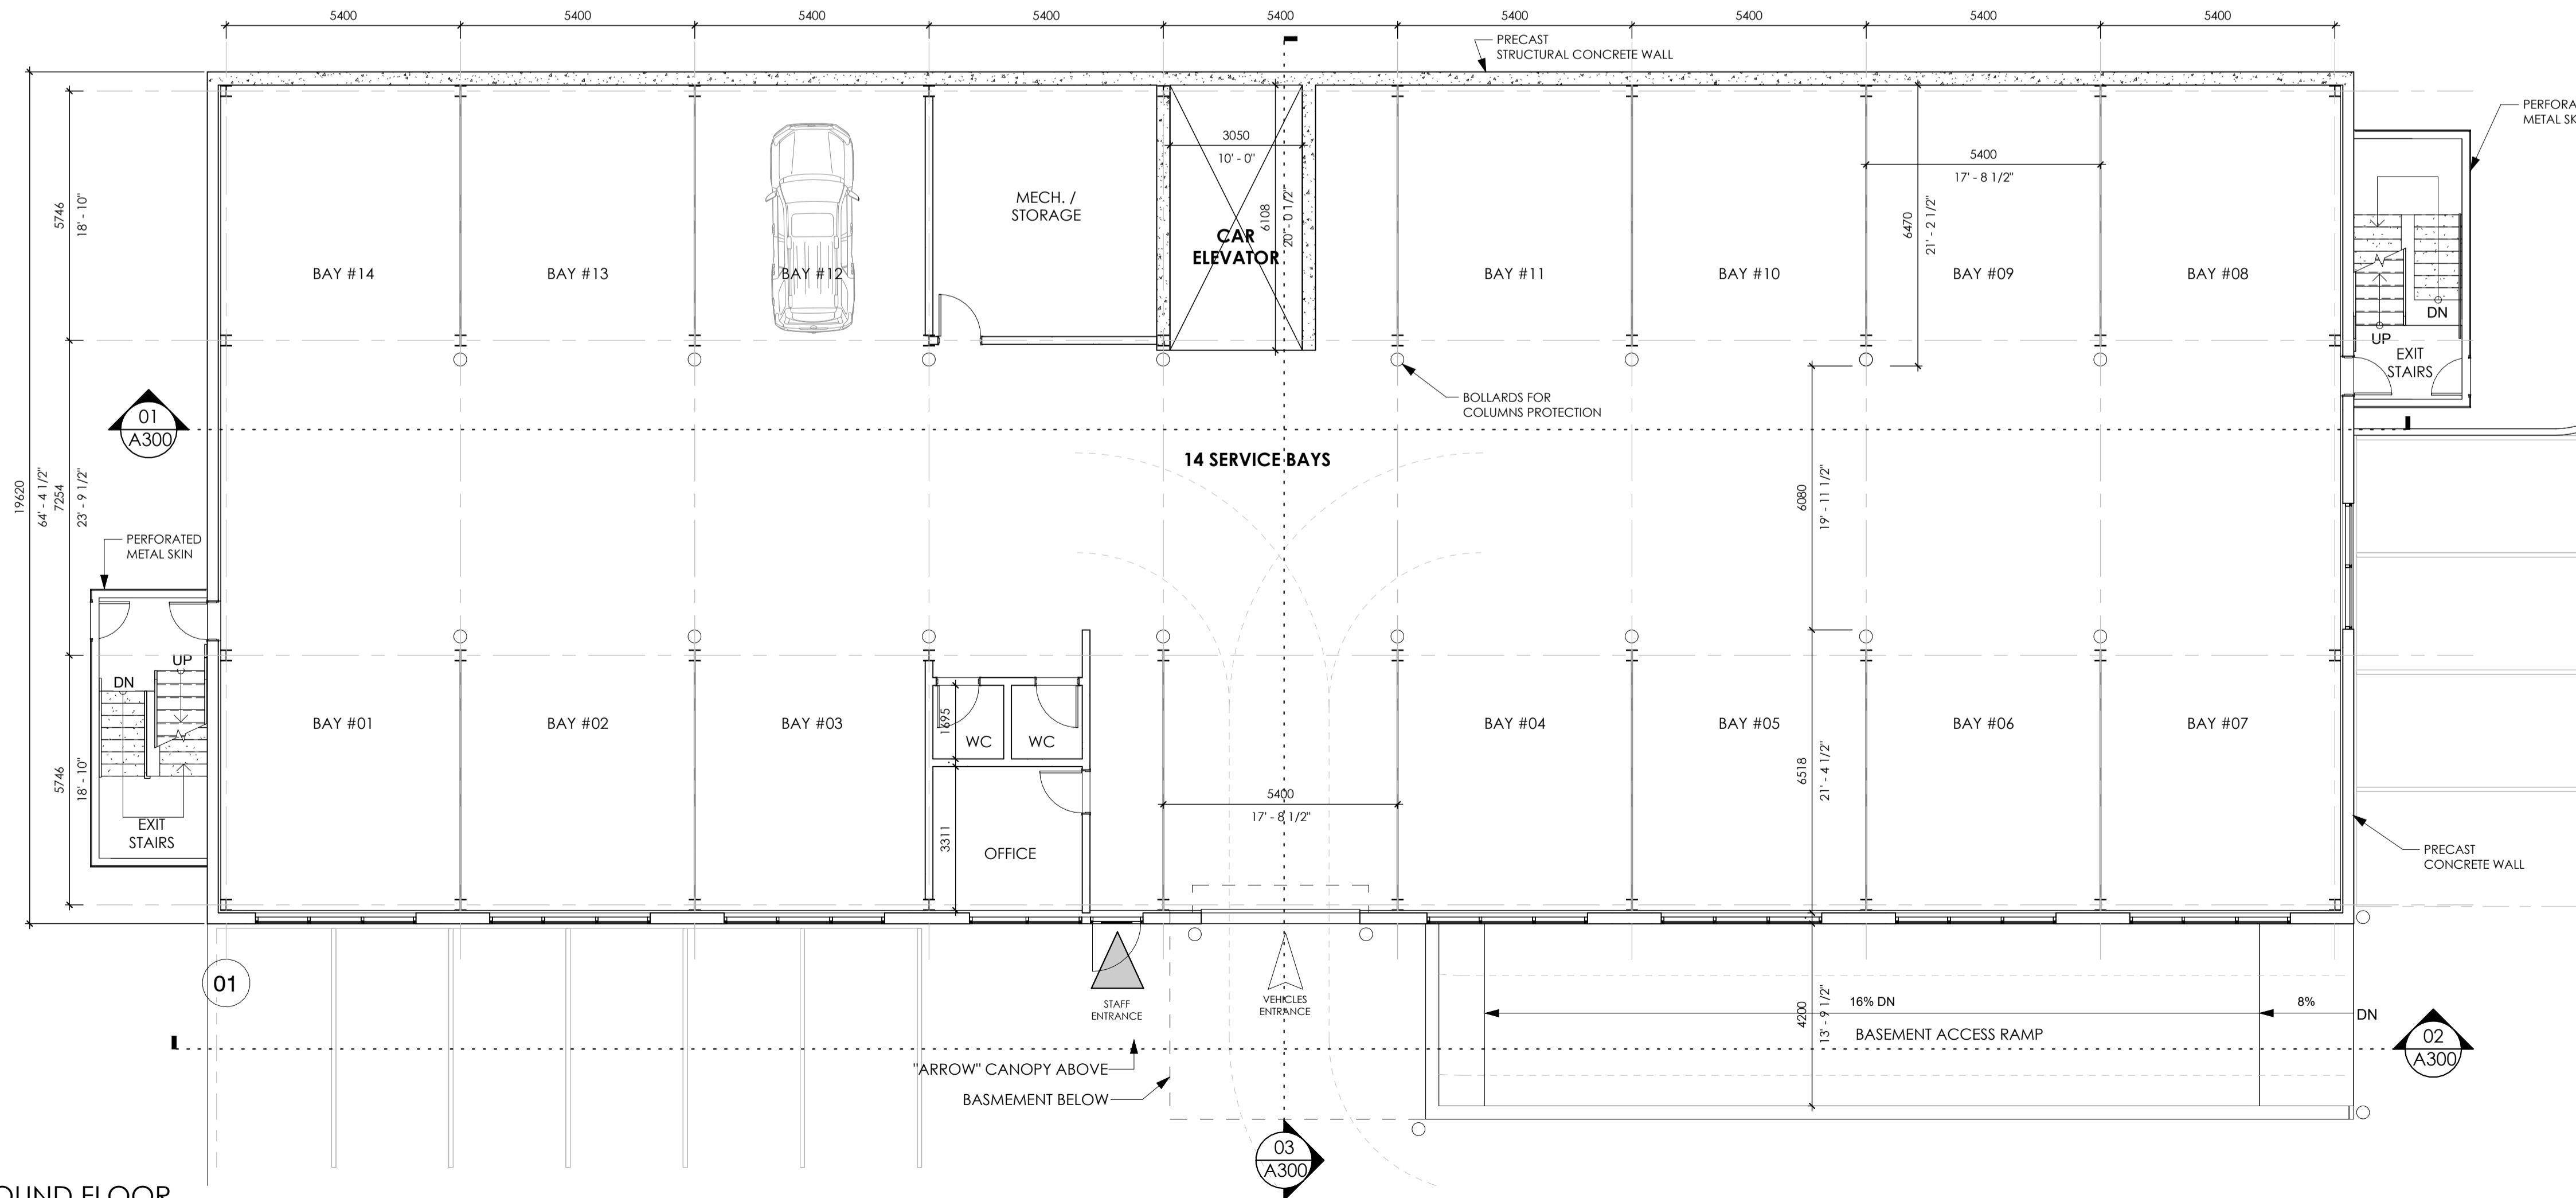 5400 5400 5400 5400 5400 5400 5400 5400 5400
PRECAST
STRUCTURAL CONCRETE WALL
PERFORA
METAL SK
3050
10' - 0"
5400
17' - 8 1/2"
5746
18' - 10"
MECH. /
STORAGE
6108
20' - 0 1/2"
6470
21' - 2 1/2"
CAR
ELEVATOR
BAY #14
BAY #13
BAY #12
BAY #11
BAY #10
BAY #09
BAY #08
DN
UP
EXIT
STAIRS
BOLLARDS FOR
COLUMNS PROTECTION
01
A300
14 SERVICE BAYS
19620
64' - 4 1/2"
7254
23' - 9 1/2"
6080
19' - 11 1/2"
PERFORATED
METAL SKIN
UP
DN
BAY #01
BAY #02
BAY #03
1695
WC
WC
BAY #04
BAY #05
BAY #06
BAY #07
5746
18' - 10"
6518
21' - 4 1/2"
5400
17' - 8 1/2"
EXIT
STAIRS
3311
OFFICE
PRECAST
CONCRETE WALL
01
STAFF
ENTRANCE
VEHICLES
ENTRANCE
4200
13' - 9 1/2"
16% DN
8%
DN
BASEMENT ACCESS RAMP
02
A300
"ARROW" CANOPY ABOVE
BASMEMENT BELOW
03
A300
OUND FLOOR